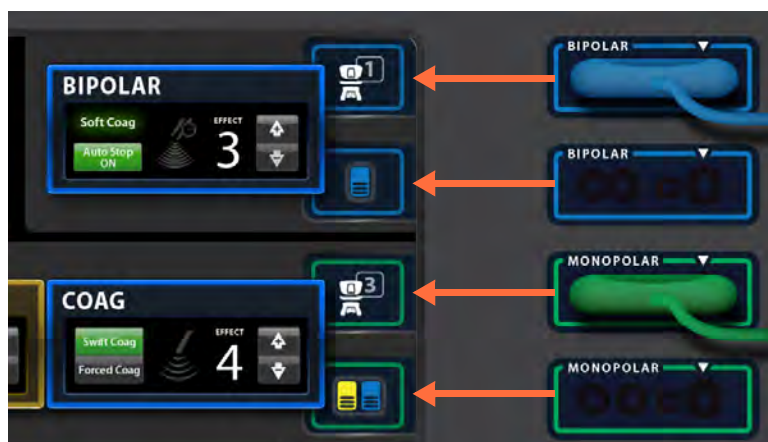 BIPOLAR
Soft Coag
Auto Stop
ON
EFFECT
3
1
BIPOLAR
BIPOLAR
COAG
Swift Coag
Forced Coag
EFFECT
4
3
MONOPOLAR
MONOPOLAR